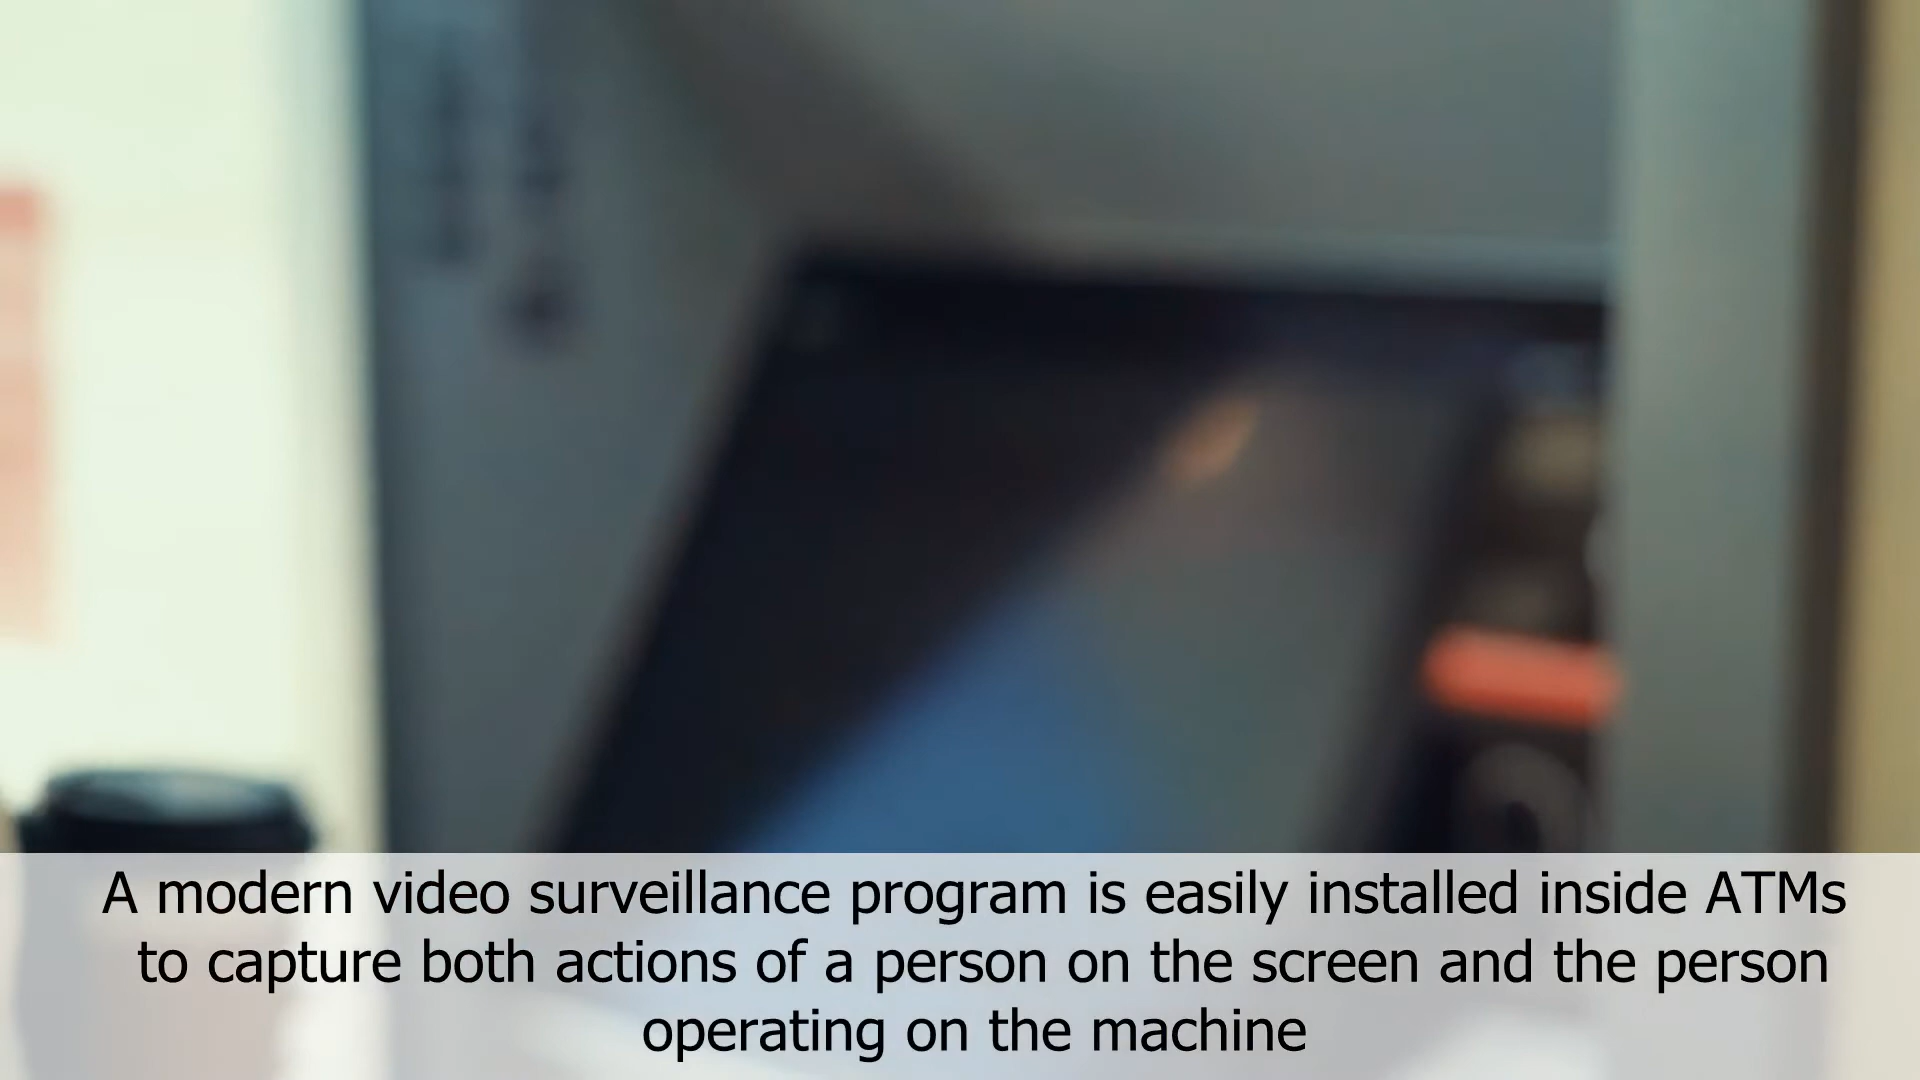 A modern video surveillance program is easily installed inside ATMs
to capture both actions of a person on the screen and the person
operating on the machine